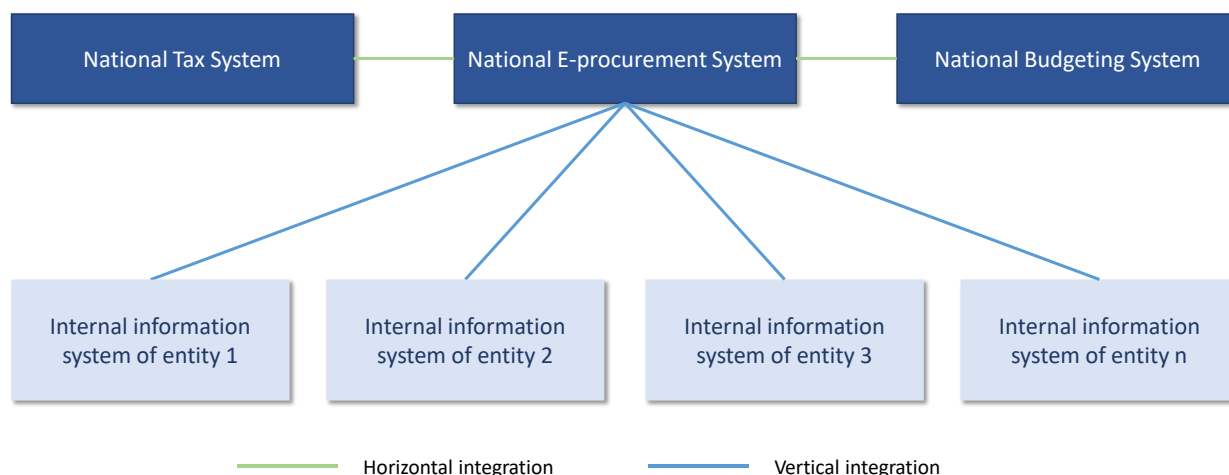 National Tax System
National E-procurement System
National Budgeting System
Internal information
system of entity 1
Internal information
system of entity 2
Internal information
system of entity 3
Internal information
system of entity n
Horizontal integration
Vertical integration